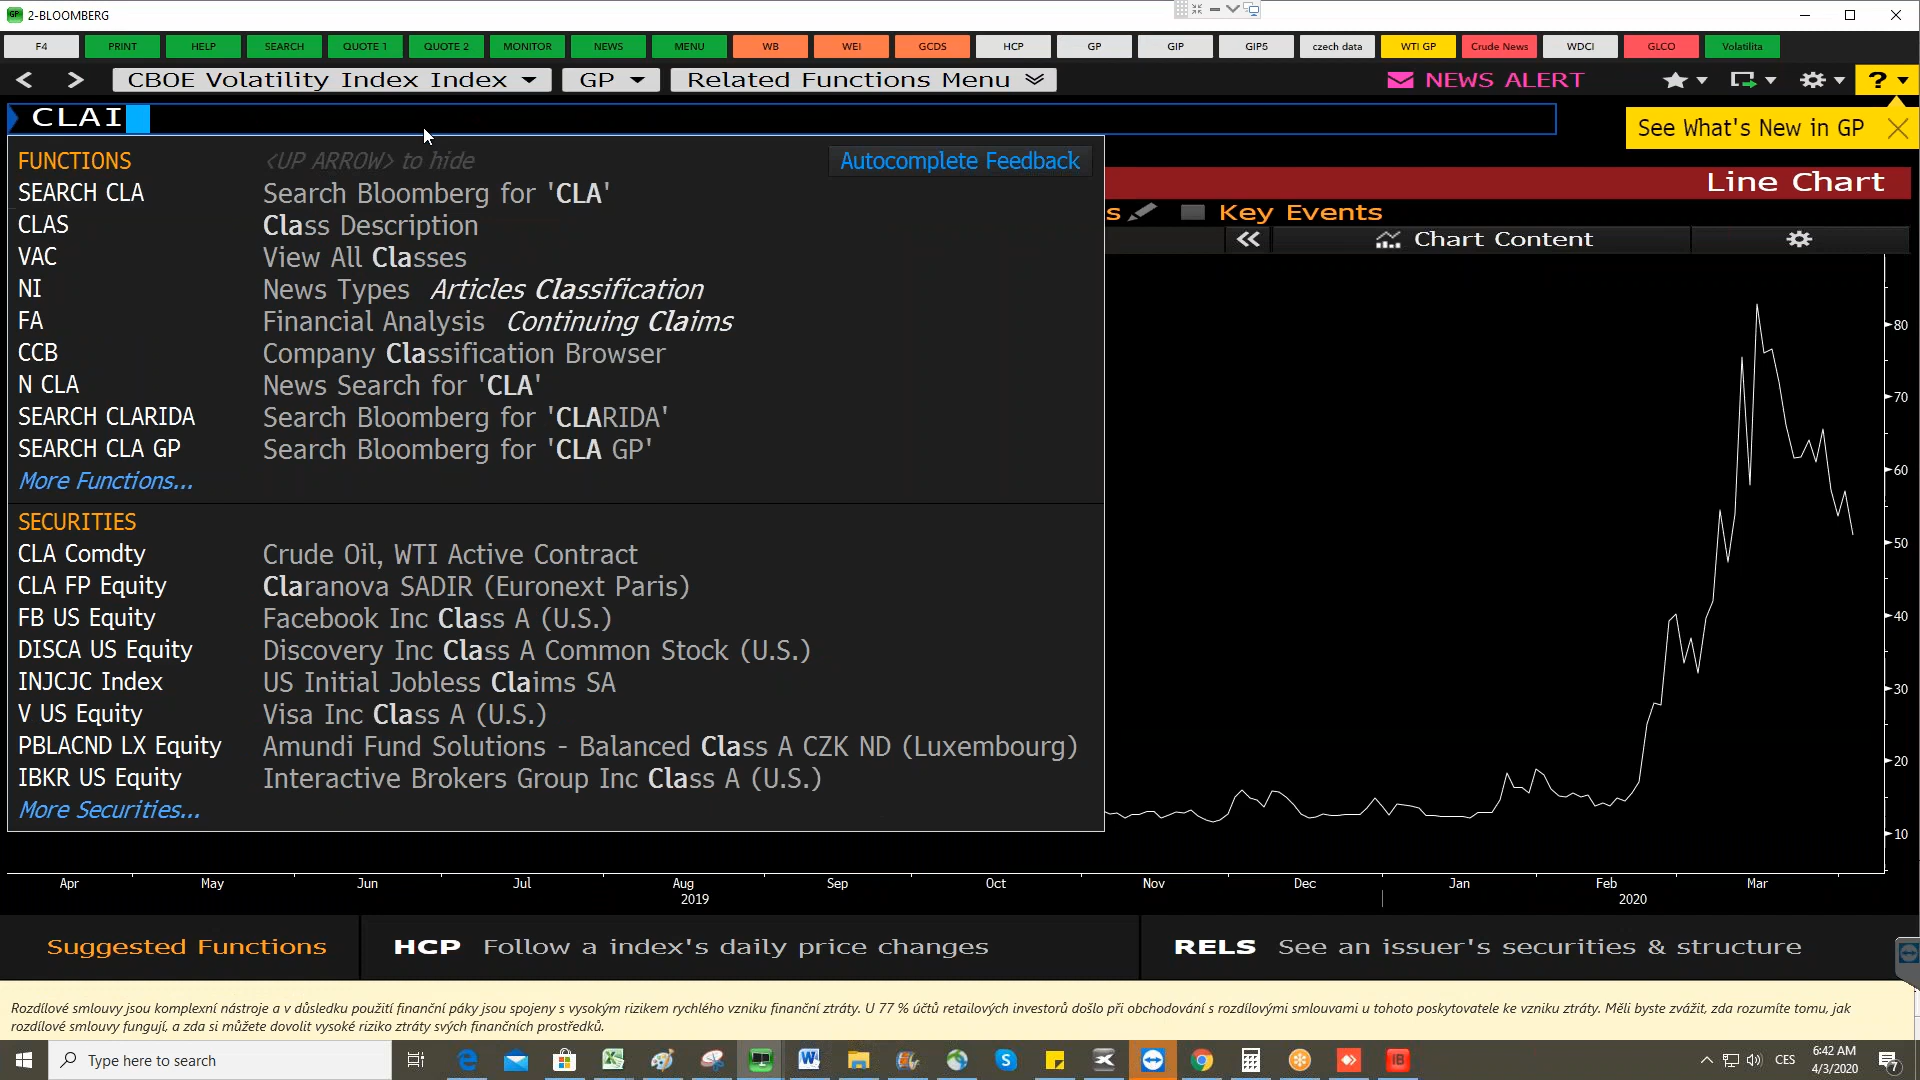 2-BLOOMBERG
F4 PRINT HELP SEARCH QUOTE 1 QUOTE 2 MONITOR NEWS MENU WB WEI GCDS HCP GP GIP GIP5 czech data WTI GP Crude News WDCI GLCO Volatilita
CBOE Volatility Index Index GP Related Functions Menu NEWS ALERT ?
CLAI
See What's New in GP
FUNCTIONS <UP ARROW> to hide Autocomplete Feedback
SEARCH CLA Search Bloomberg for 'CLA'
CLAS Class Description
VAC View All Classes
NI News Types Articles Classification
FA Financial Analysis Continuing Claims
CCB Company Classification Browser
N CLA News Search for 'CLA'
SEARCH CLARIDA Search Bloomberg for 'CLARIDA'
SEARCH CLA GP Search Bloomberg for 'CLA GP'
More Functions...
SECURITIES
CLA Comdty Crude Oil, WTI Active Contract
CLA FP Equity Claranova SADIR (Euronext Paris)
FB US Equity Facebook Inc Class A (U.S.)
DISCA US Equity Discovery Inc Class A Common Stock (U.S.)
INJCJC Index US Initial Jobless Claims SA
V US Equity Visa Inc Class A (U.S.)
PBLACND LX Equity Amundi Fund Solutions - Balanced Class A CZK ND (Luxembourg)
IBKR US Equity Interactive Brokers Group Inc Class A (U.S.)
More Securities...
Line Chart
s Key Events
Chart Content
80
70
60
50
40
30
20
10
Apr May Jun Jul Aug Sep Oct Nov Dec Jan Feb Mar
2019 2020
Suggested Functions HCP Follow a index's daily price changes RELS See an issuer's securities & structure
Rozdílové smlouvy jsou komplexní nástroje a v důsledku použití finanční páky jsou spojeny s vysokým rizikem rychlého vzniku finanční ztráty. U 77 % účtů retailových investorů došlo při obchodování s rozdílovými smlouvami u tohoto poskytovatele ke vzniku ztráty. Měli byste zvážit, zda rozumíte tomu, jak
rozdílové smlouvy fungují, a zda si můžete dovolit vysoké riziko ztráty svých finančních prostředků.
Type here to search
CES
6:42 AM
4/3/2020
7